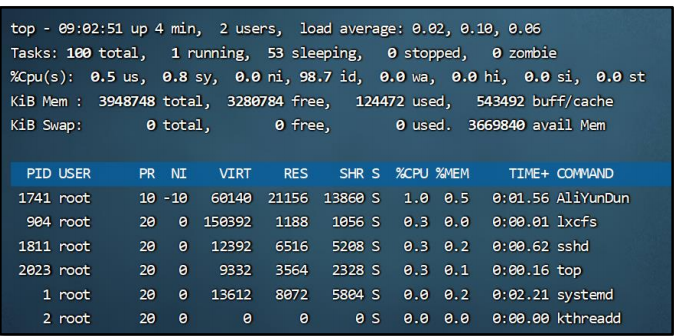 top - 09:02:51 up 4 min,  2 users,  load average: 0.02, 0.10, 0.06
Tasks: 100 total,   1 running,  53 sleeping,   0 stopped,   0 zombie
%Cpu(s):  0.5 us,  0.8 sy,  0.0 ni, 98.7 id,  0.0 wa,  0.0 hi,  0.0 si,  0.0 st
KiB Mem :  3948748 total,  3280784 free,   124472 used,   543492 buff/cache
KiB Swap:        0 total,        0 free,        0 used.  3669840 avail Mem
PID USER      PR  NI    VIRT    RES    SHR S  %CPU %MEM     TIME+ COMMAND
1741 root      10 -10   60140  21156  13860 S   1.0  0.5   0:01.56 AliYunDun
904 root      20   0  150392   1188   1056 S   0.3  0.0   0:00.01 lxcfs
1811 root      20   0   12392   6516   5208 S   0.3  0.2   0:00.62 sshd
2023 root      20   0    9332   3564   2328 S   0.3  0.1   0:00.16 top
1 root      20   0   13612   8072   5804 S   0.0  0.2   0:02.21 systemd
2 root      20   0       0      0      0 S   0.0  0.0   0:00.00 kthreadd